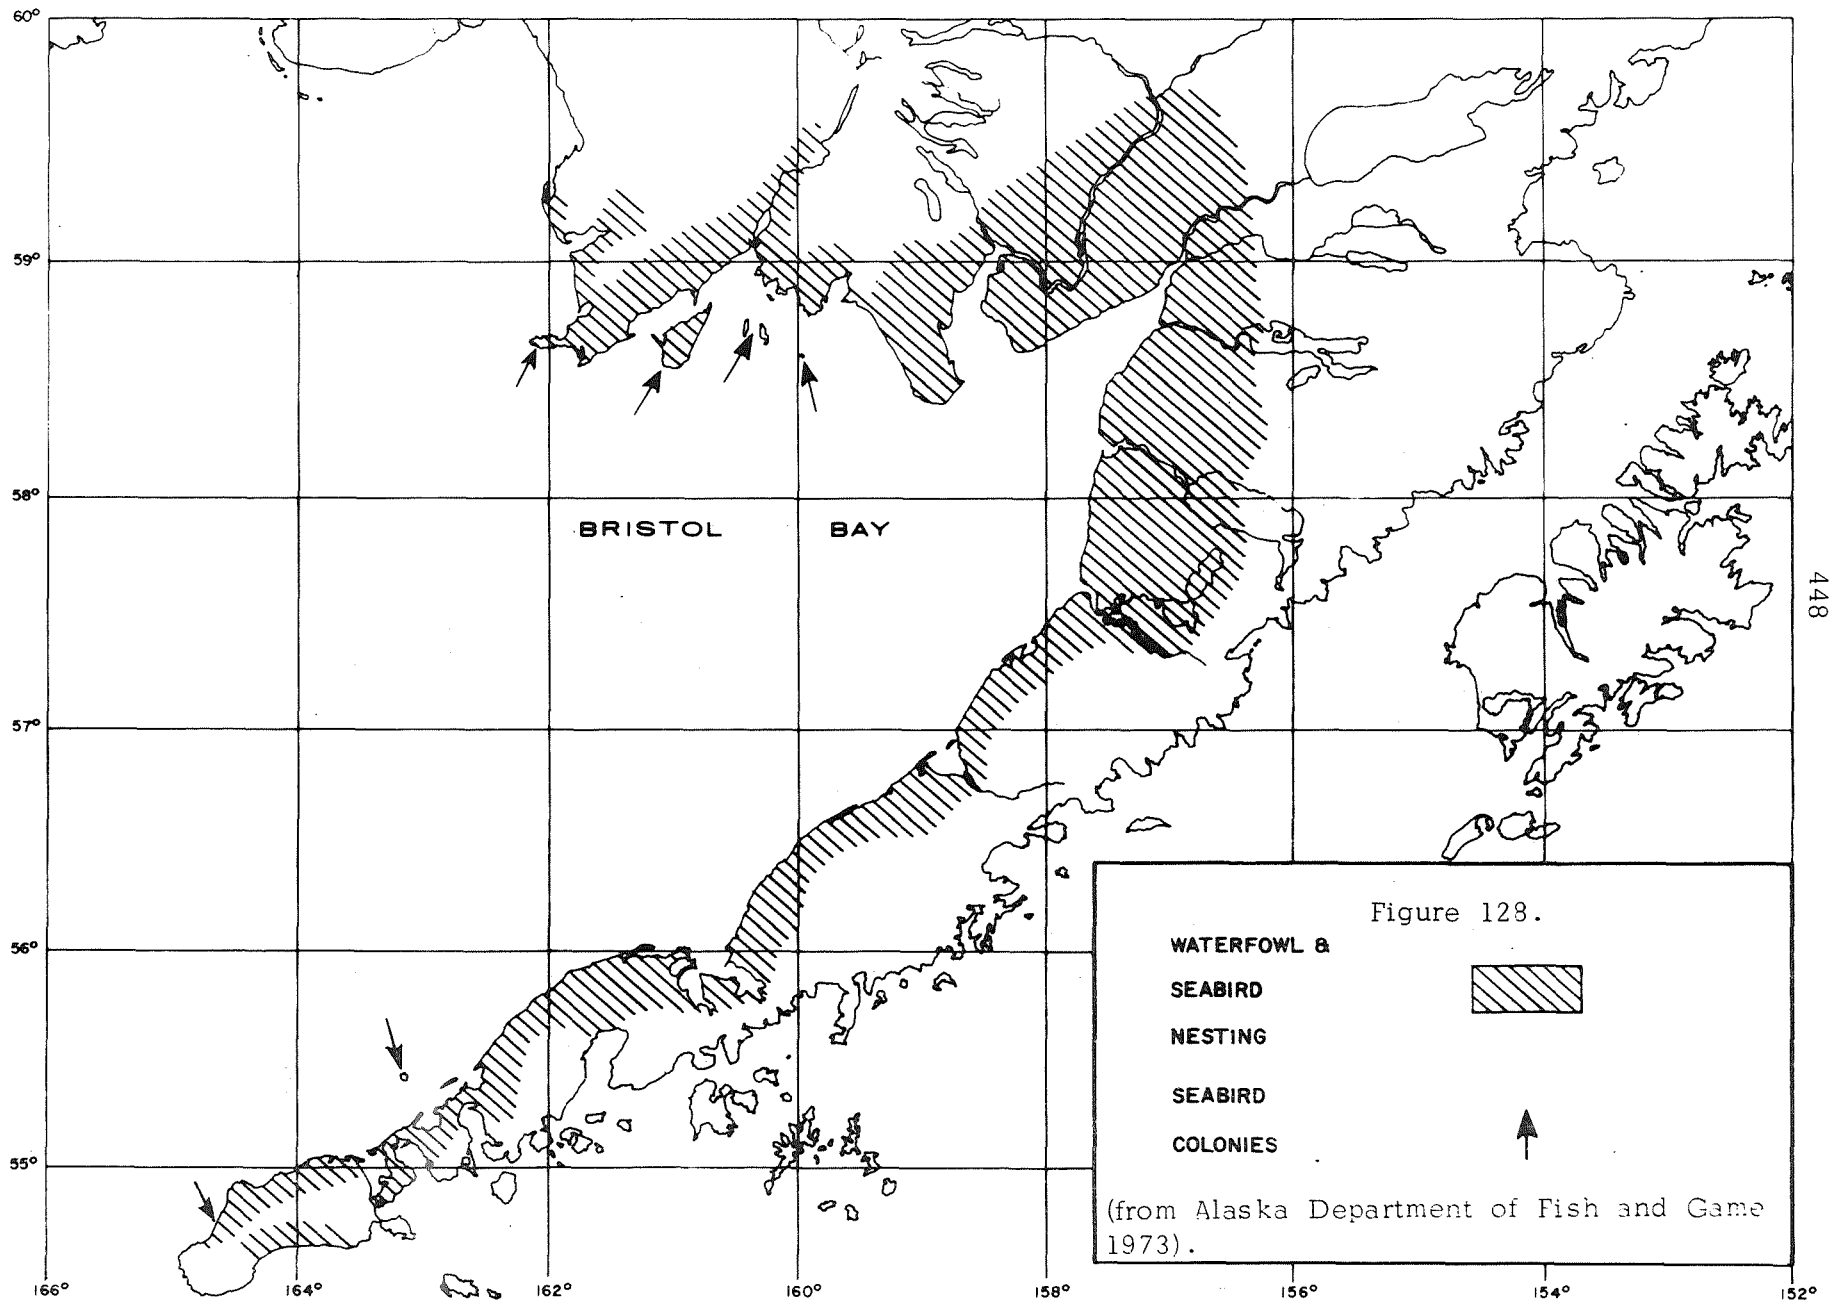 60°
59°
58°
57°
56°
55°
BRISTOL BAY
448
Figure 128.
WATERFOWL &
SEABIRD
NESTING
SEABIRD
COLONIES
(from Alaska Department of Fish and Game
1973).
166° 164° 162° 160° 158° 156° 154° 152°